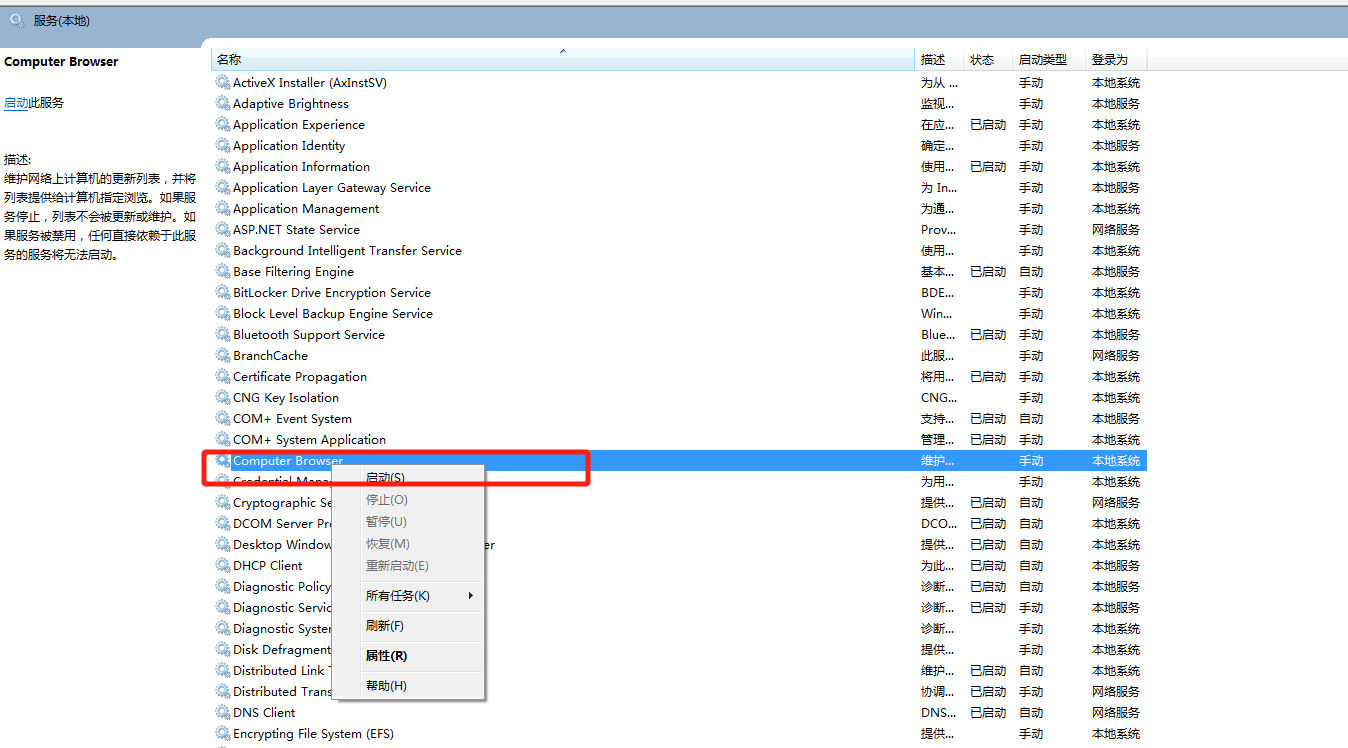 服务(本地)
Computer Browser
启动此服务
描述:
维护网络上计算机的更新列表，并将
列表提供给计算机指定浏览。如果服
务停止，列表不会被更新或维护。如
果服务被禁用，任何直接依赖于此服
务的服务将无法启动。
名称 描述 状态 启动类型 登录为
ActiveX Installer (AxInstSV) 为从 ... 手动 本地系统
Adaptive Brightness 监视... 手动 本地服务
Application Experience 在应... 已启动 手动 本地系统
Application Identity 确定... 手动 本地服务
Application Information 使用... 已启动 手动 本地系统
Application Layer Gateway Service 为 In... 手动 本地服务
Application Management 为通... 手动 本地系统
ASP.NET State Service Prov... 手动 网络服务
Background Intelligent Transfer Service 使用... 手动 本地系统
Base Filtering Engine 基本... 已启动 自动 本地服务
BitLocker Drive Encryption Service BDE... 手动 本地系统
Block Level Backup Engine Service Win... 手动 本地系统
Bluetooth Support Service Blue... 已启动 手动 本地服务
BranchCache 此服... 手动 网络服务
Certificate Propagation 将用... 已启动 手动 本地系统
CNG Key Isolation CNG... 手动 本地系统
COM+ Event System 支持... 已启动 自动 本地服务
COM+ System Application 管理... 已启动 手动 本地系统
Computer Browser 维护... 手动 本地系统
Credential Mana 为用... 手动 本地系统
Cryptographic Se 提供... 已启动 自动 网络服务
DCOM Server Pr DCO... 已启动 自动 本地系统
Desktop Window er 提供... 已启动 自动 本地系统
DHCP Client 为此... 已启动 自动 本地服务
Diagnostic Policy 诊断... 已启动 自动 本地服务
Diagnostic Servic 诊断... 已启动 手动 本地服务
Diagnostic System 诊断... 手动 本地系统
Disk Defragment 提供... 手动 本地系统
Distributed Link T 维护... 已启动 自动 本地系统
Distributed Trans 协调... 已启动 手动 网络服务
DNS Client DNS... 已启动 自动 网络服务
Encrypting File System (EFS) 提供... 手动 本地系统
启动(S)
停止(O)
暂停(U)
恢复(M)
重新启动(E)
所有任务(K)
刷新(F)
属性(R)
帮助(H)